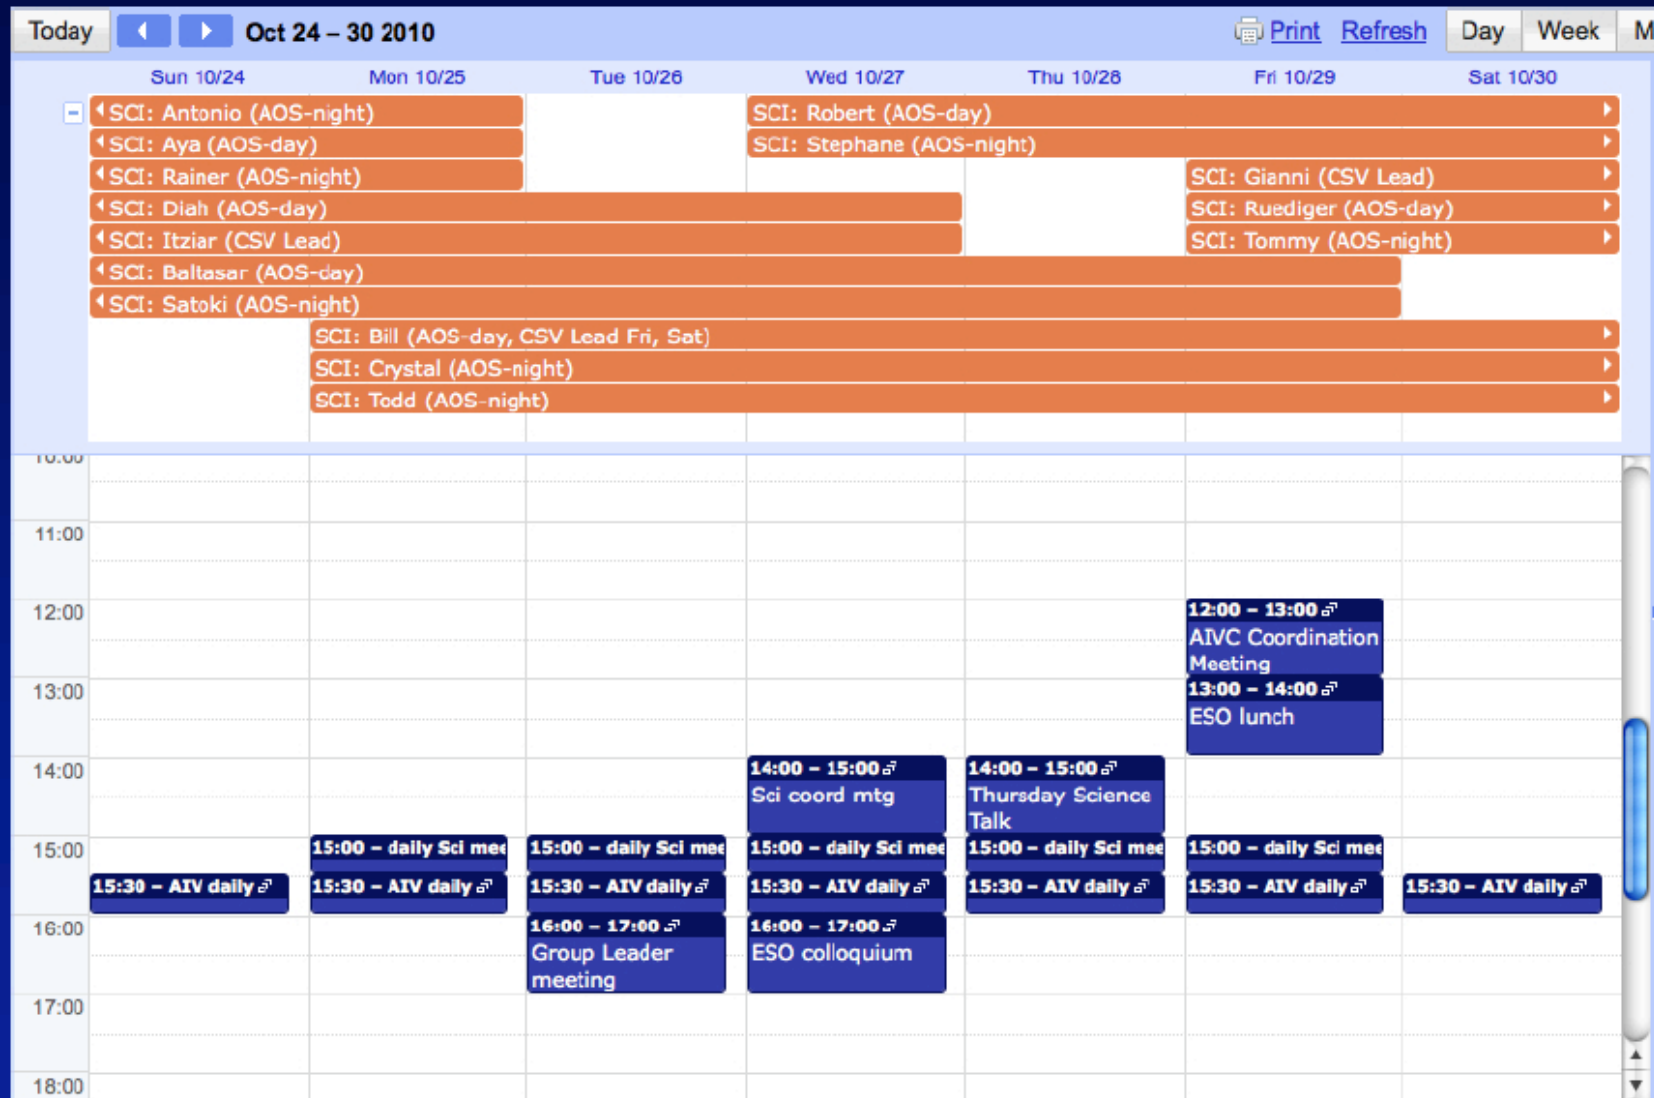 Today Oct 24 – 30 2010 Print Refresh Day Week M
Sun 10/24 Mon 10/25 Tue 10/26 Wed 10/27 Thu 10/28 Fri 10/29 Sat 10/30
SCI: Antonio (AOS-night) SCI: Robert (AOS-day)
SCI: Aya (AOS-day) SCI: Stephane (AOS-night)
SCI: Rainer (AOS-night) SCI: Gianni (CSV Lead)
SCI: Diah (AOS-day) SCI: Ruediger (AOS-day)
SCI: Itziar (CSV Lead) SCI: Tommy (AOS-night)
SCI: Baltasar (AOS-day)
SCI: Satoki (AOS-night)
SCI: Bill (AOS-day, CSV Lead Fri, Sat)
SCI: Crystal (AOS-night)
SCI: Todd (AOS-night)
10:00
11:00
12:00 12:00 – 13:00
AIVC Coordination
Meeting
13:00 13:00 – 14:00
ESO lunch
14:00 14:00 – 15:00 14:00 – 15:00
Sci coord mtg Thursday Science
Talk
15:00 15:00 – daily Sci mee 15:00 – daily Sci mee 15:00 – daily Sci mee 15:00 – daily Sci mee 15:00 – daily Sci mee
15:30 – AIV daily 15:30 – AIV daily 15:30 – AIV daily 15:30 – AIV daily 15:30 – AIV daily 15:30 – AIV daily 15:30 – AIV daily
16:00 16:00 – 17:00 16:00 – 17:00
Group Leader ESO colloquium
meeting
17:00
18:00